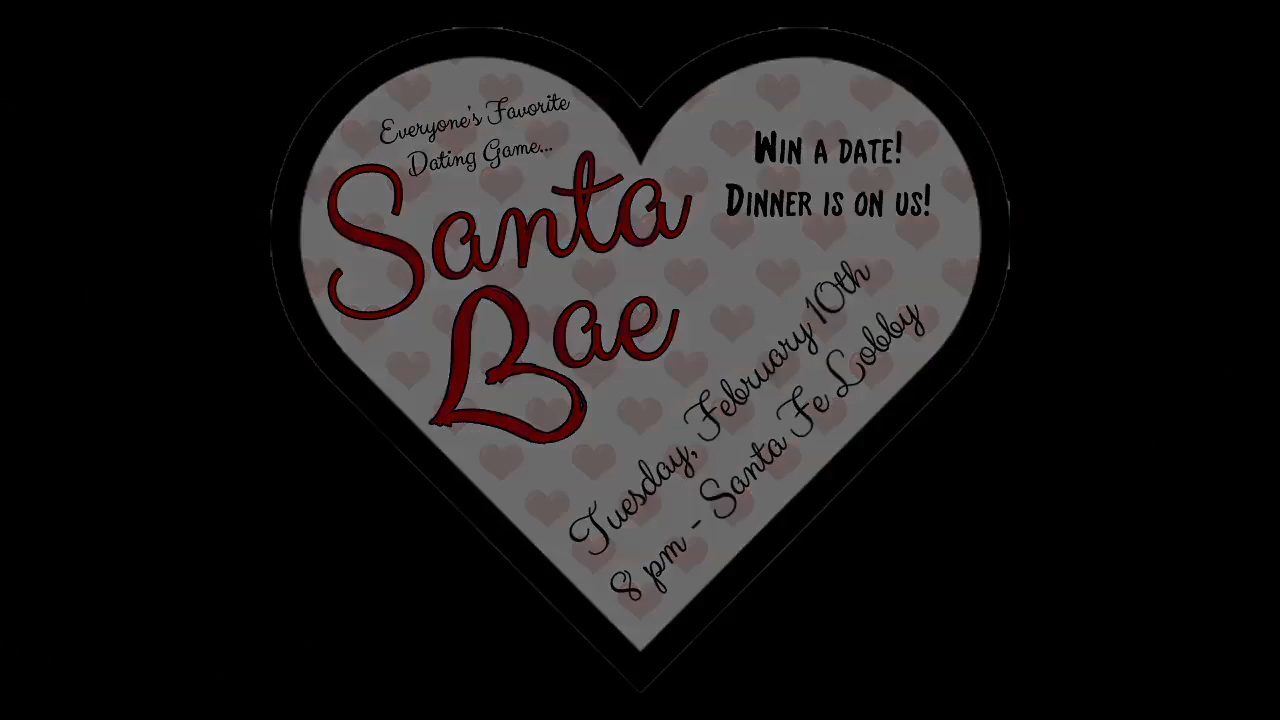 Everyone's Favorite
Dating Game...
Santa
Bae
Win a date!
Dinner is on us!
Tuesday, February 10th
8 pm - Santa Fe Lobby